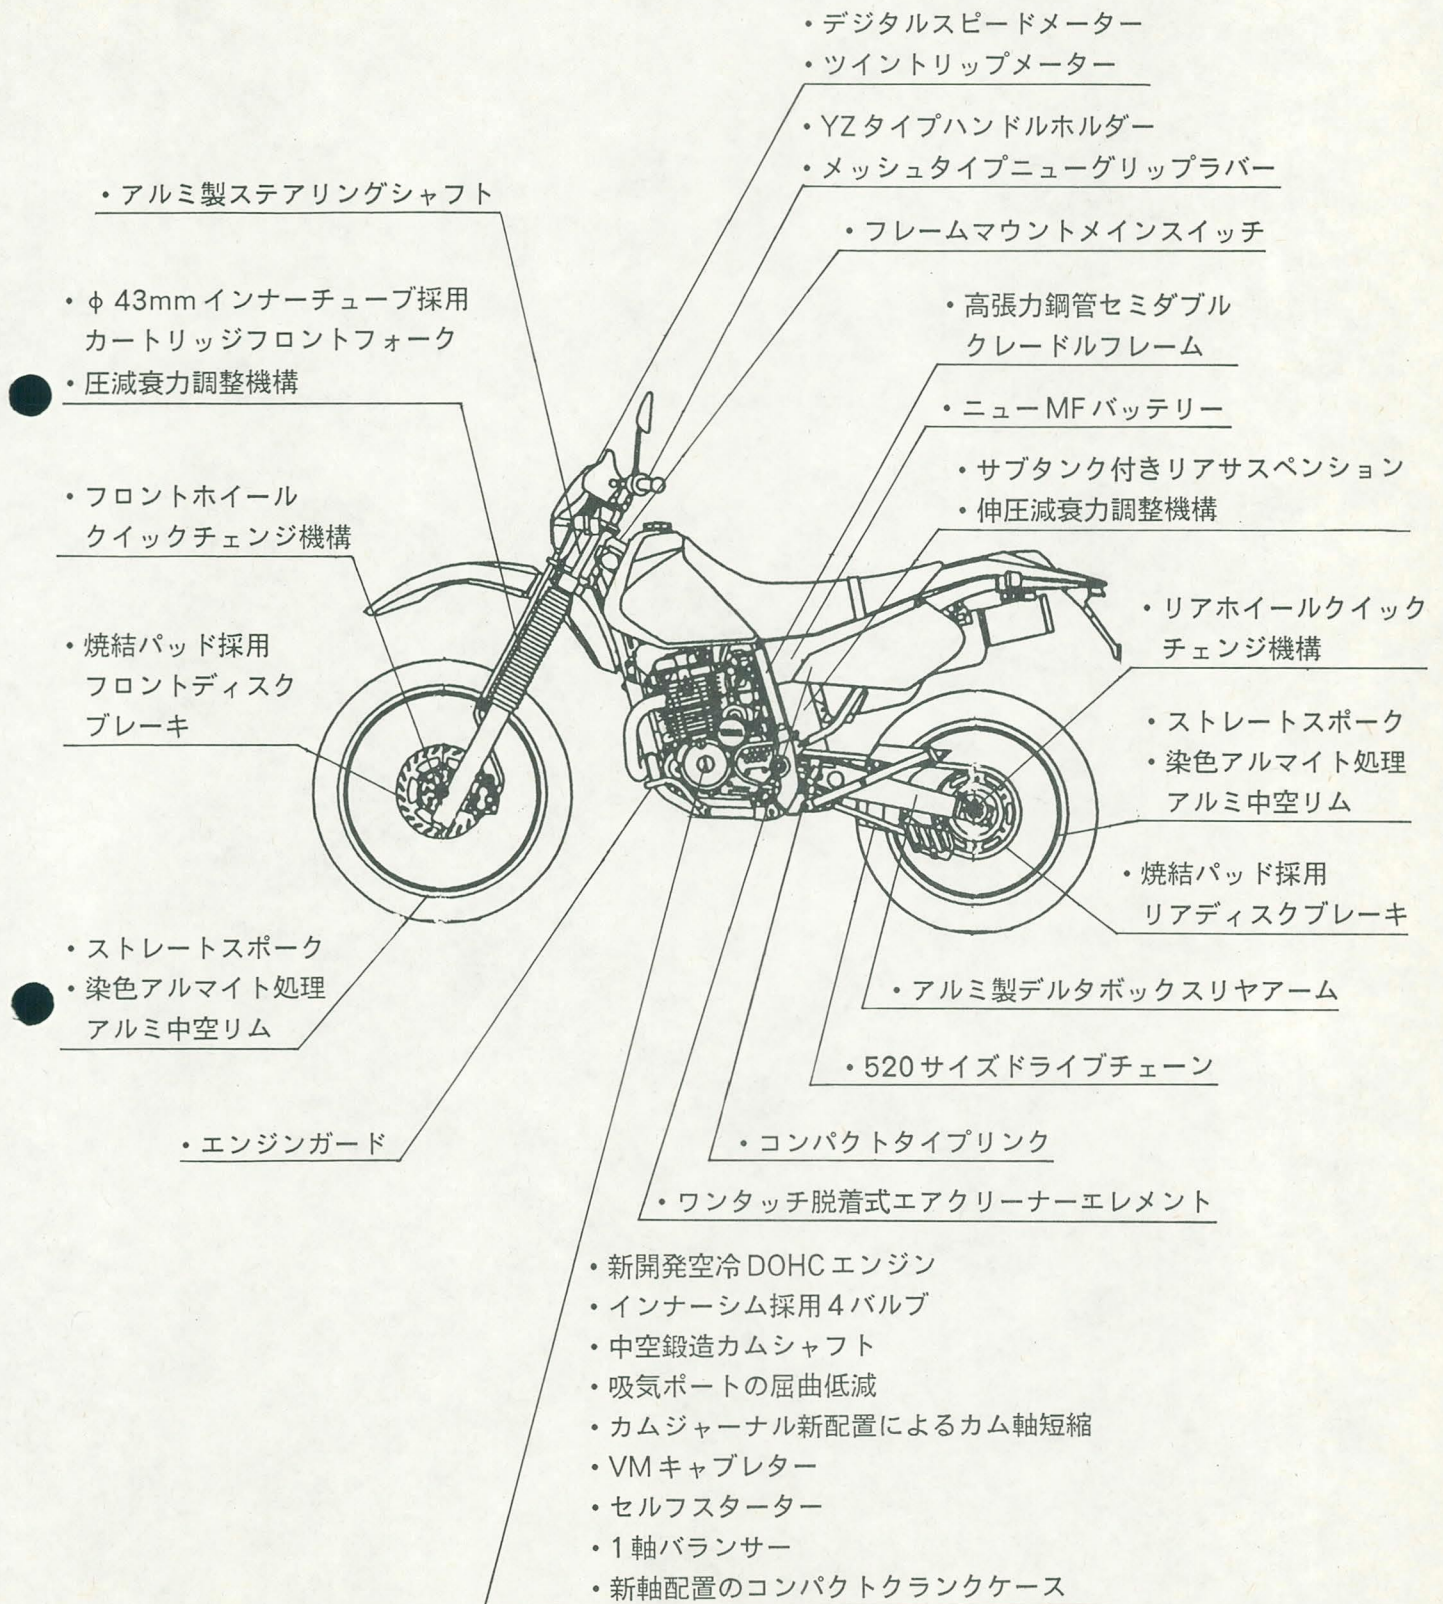 ・デジタルスピードメーター
・ツイントリップメーター
・YZタイプハンドルホルダー
・メッシュタイプニューグリップラバー
・アルミ製ステアリングシャフト
・フレームマウントメインスイッチ
・φ43mmインナーチューブ採用
カートリッジフロントフォーク
・圧減衰力調整機構
・高張力鋼管セミダブル
クレードルフレーム
・ニューMFバッテリー
・サブタンク付きリアサスペンション
・伸圧減衰力調整機構
・フロントホイール
クイックチェンジ機構
・リアホイールクイック
チェンジ機構
・焼結パッド採用
フロントディスク
ブレーキ
・ストレートスポーク
・染色アルマイト処理
アルミ中空リム
・焼結パッド採用
リアディスクブレーキ
・ストレートスポーク
・染色アルマイト処理
アルミ中空リム
・アルミ製デルタボックスリヤアーム
・520サイズドライブチェーン
・エンジンガード
・コンパクトタイプリンク
・ワンタッチ脱着式エアクリーナーエレメント
・新開発空冷DOHCエンジン
・インナーシム採用4バルブ
・中空鍛造カムシャフト
・吸気ポートの屈曲低減
・カムジャーナル新配置によるカム軸短縮
・VMキャブレター
・セルフスターター
・1軸バランサー
・新軸配置のコンパクトクランクケース